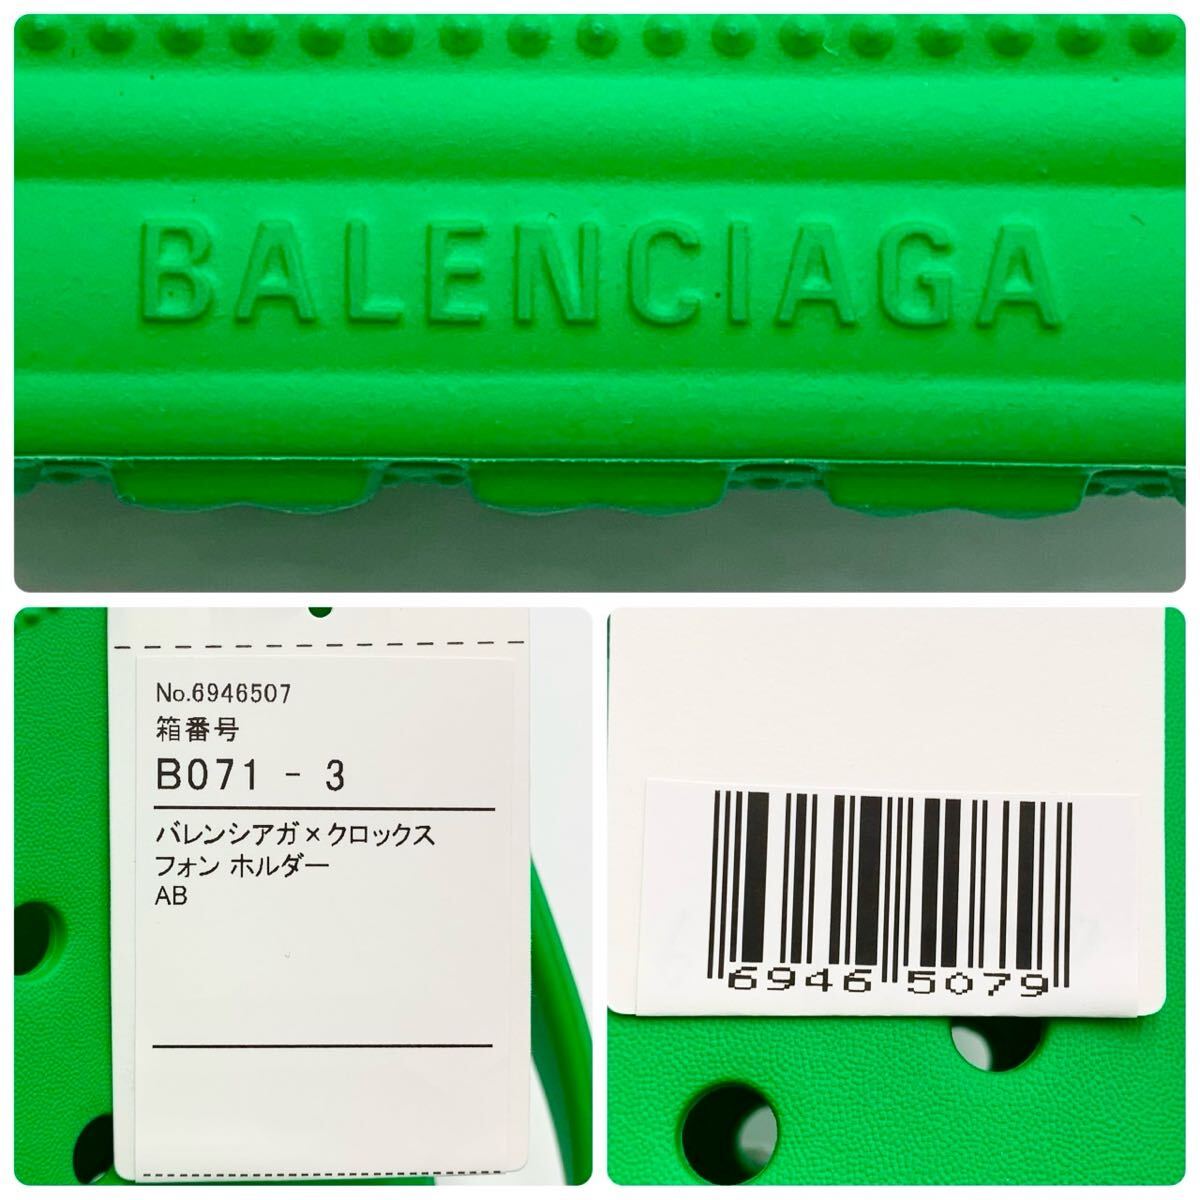 BALENCIAGA
No.6946507
箱番号
B071 - 3
バレンシアガ×クロックス
フォン ホルダー
AB
6946 5079